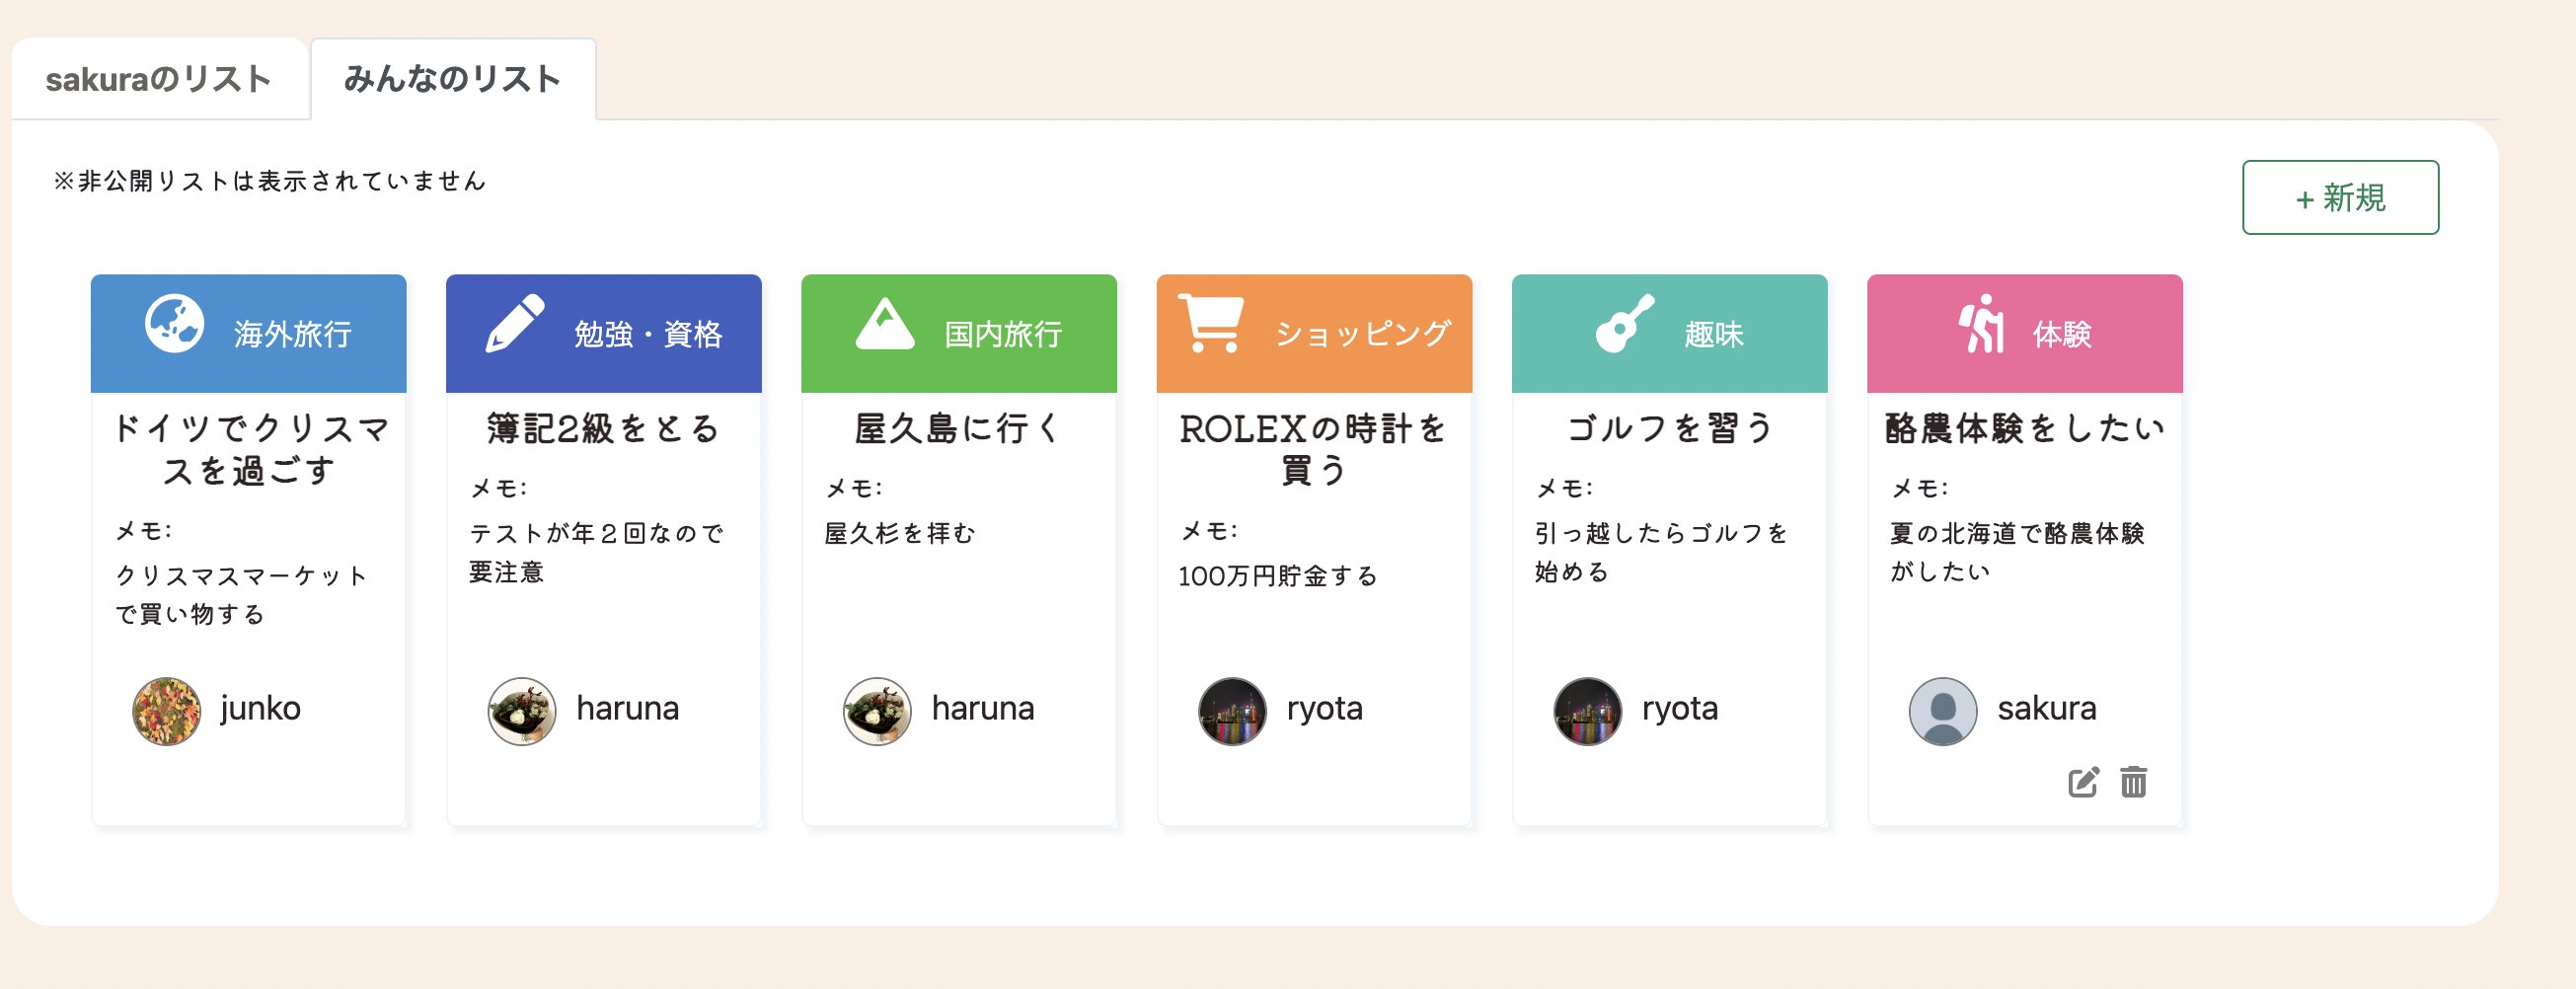 sakuraのリスト
みんなのリスト
※非公開リストは表示されていません
+ 新規
海外旅行
ドイツでクリスマ
スを過ごす
メモ:
クリスマスマーケット
で買い物する
junko
勉強・資格
簿記2級をとる
メモ:
テストが年２回なので
要注意
haruna
国内旅行
屋久島に行く
メモ:
屋久杉を拝む
haruna
ショッピング
ROLEXの時計を
買う
メモ:
100万円貯金する
ryota
趣味
ゴルフを習う
メモ:
引っ越したらゴルフを
始める
ryota
体験
酪農体験をしたい
メモ:
夏の北海道で酪農体験
がしたい
sakura